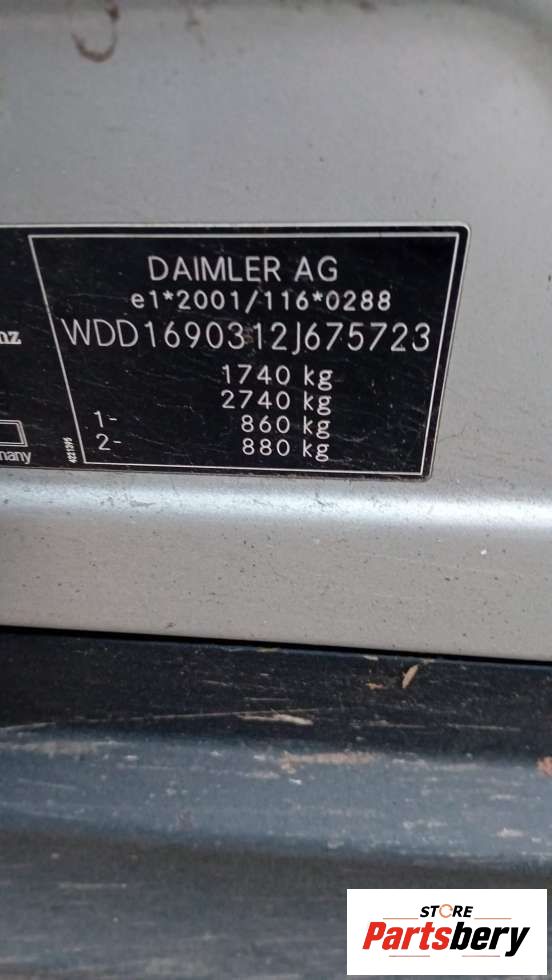 DAIMLER AG
e1*2001/116*0288
WDD1690312J675723
1740 kg
2740 kg
1- 860 kg
2- 880 kg
421395
nz
many
STORE
Partsbery